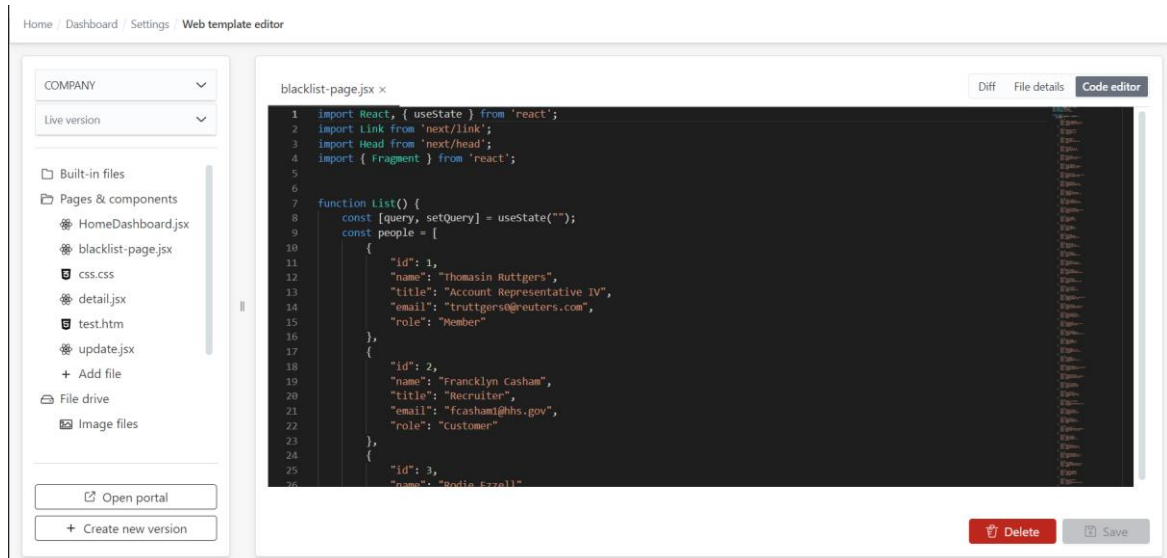 Home / Dashboard / Settings / Web template editor
COMPANY
Live version
Built-in files
Pages & components
HomeDashboard.jsx
blacklist-page.jsx
css.css
detail.jsx
test.htm
update.jsx
+ Add file
File drive
Image files
Open portal
+ Create new version
blacklist-page.jsx ×
Diff File details Code editor
1 import React, { useState } from 'react';
2 import Link from 'next/link';
3 import Head from 'next/head';
4 import { Fragment } from 'react';
5
6
7 function List() {
8 const [query, setQuery] = useState("");
9 const people = [
10 {
11 "id": 1,
12 "name": "Thomasin Ruttgers",
13 "title": "Account Representative IV",
14 "email": "truttgers0@reuters.com",
15 "role": "Member"
16 },
17 {
18 "id": 2,
19 "name": "Francklyn Casham",
20 "title": "Recruiter",
21 "email": "fcasham1@hhs.gov",
22 "role": "Customer"
23 },
24 {
25 "id": 3,
26 "name": "Rodie Ezzell"
Delete
Save